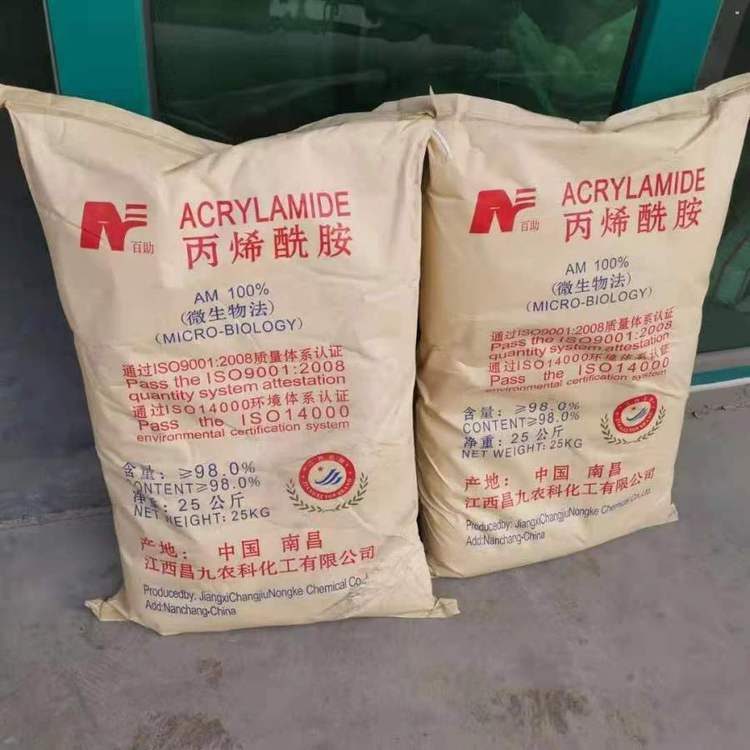 ACRYLAMIDE
丙烯酰胺
百助
AM 100%
(微生物法)
(MICRO-BIOLOGY)
通过ISO9001:2008质量体系认证
Pass the ISO9001:2008
quantity system attestation
通过ISO14000环境体系认证
Pass the ISO14000
environmental certification system
含量: ≥98.0%
CONTENT≥98.0%
净重: 25 公斤
NET WEIGHT: 25KG
产地: 中国 南昌
江西昌九农科化工有限公司
Producedby: JiangxiChangjiuNongke Chemical Co.,
Add:Nanchang-China
ACRYLAMIDE
丙烯酰胺
百助
AM 100%
(微生物法)
(MICRO-BIOLOGY)
通过ISO9001:2008质量体系认证
Pass the ISO9001:2008
quantity system attestation
通过ISO14000环境体系认证
Pass the ISO14000
environmental certification system
含量: ≥98.0%
CONTENT≥98.0%
净重: 25 公斤
NET WEIGHT: 25KG
产地: 中国 南昌
江西昌九农科化工有限公司
Producedby: JiangxiChangjiuNongke Chemical Co.,Ltd.
Add:Nanchang-China